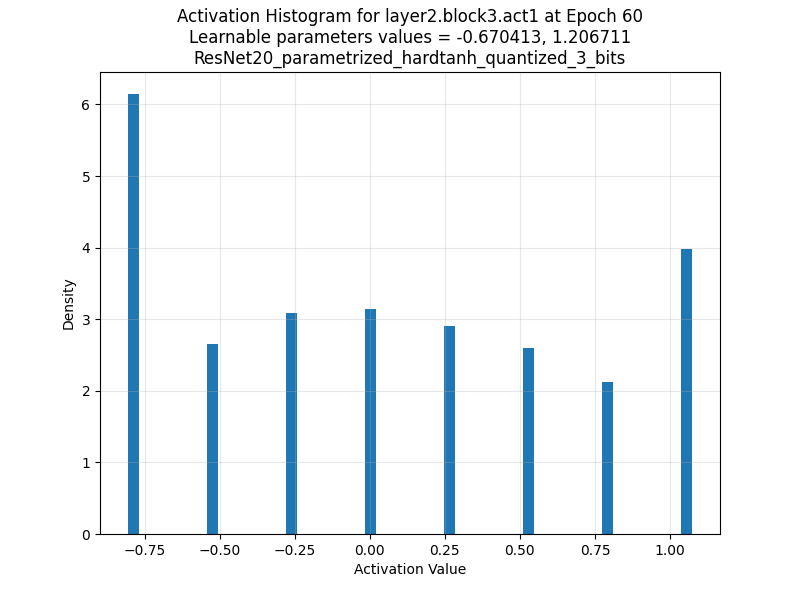 Activation Histogram for layer2.block3.act1 at Epoch 60
Learnable parameters values = -0.670413, 1.206711
ResNet20_parametrized_hardtanh_quantized_3_bits
6
5
4
3
2
1
0
Density
−0.75 −0.50 −0.25 0.00 0.25 0.50 0.75 1.00
Activation Value